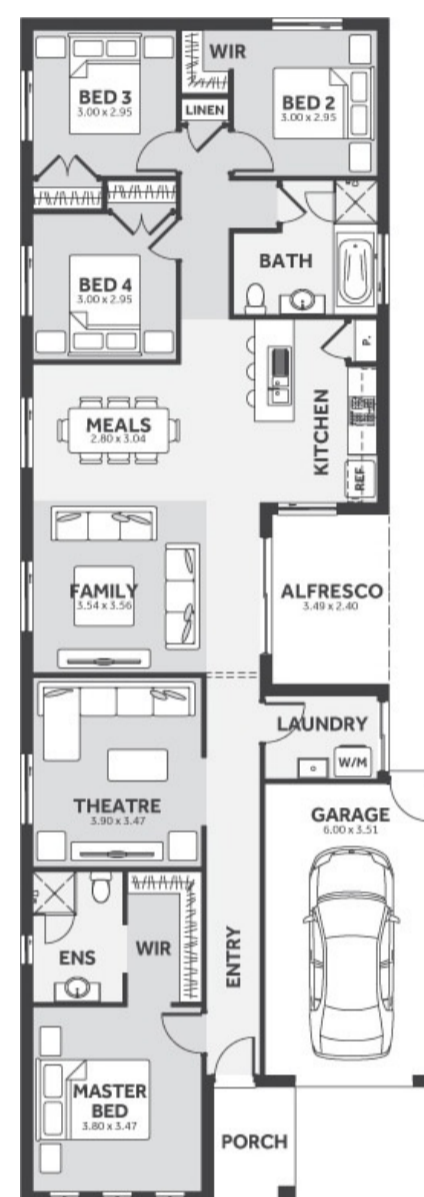 WIR
BED 3
3.00 x 2.95
LINEN
BED 2
3.00 x 2.95
BATH
BED 4
3.00 x 2.95
P.
KITCHEN
MEALS
2.80 x 3.04
REF
FAMILY
3.54 x 3.56
ALFRESCO
3.49 x 2.40
LAUNDRY
W/M
THEATRE
3.90 x 3.47
GARAGE
6.00 x 3.51
ENS
WIR
ENTRY
MASTER
BED
3.80 x 3.47
PORCH